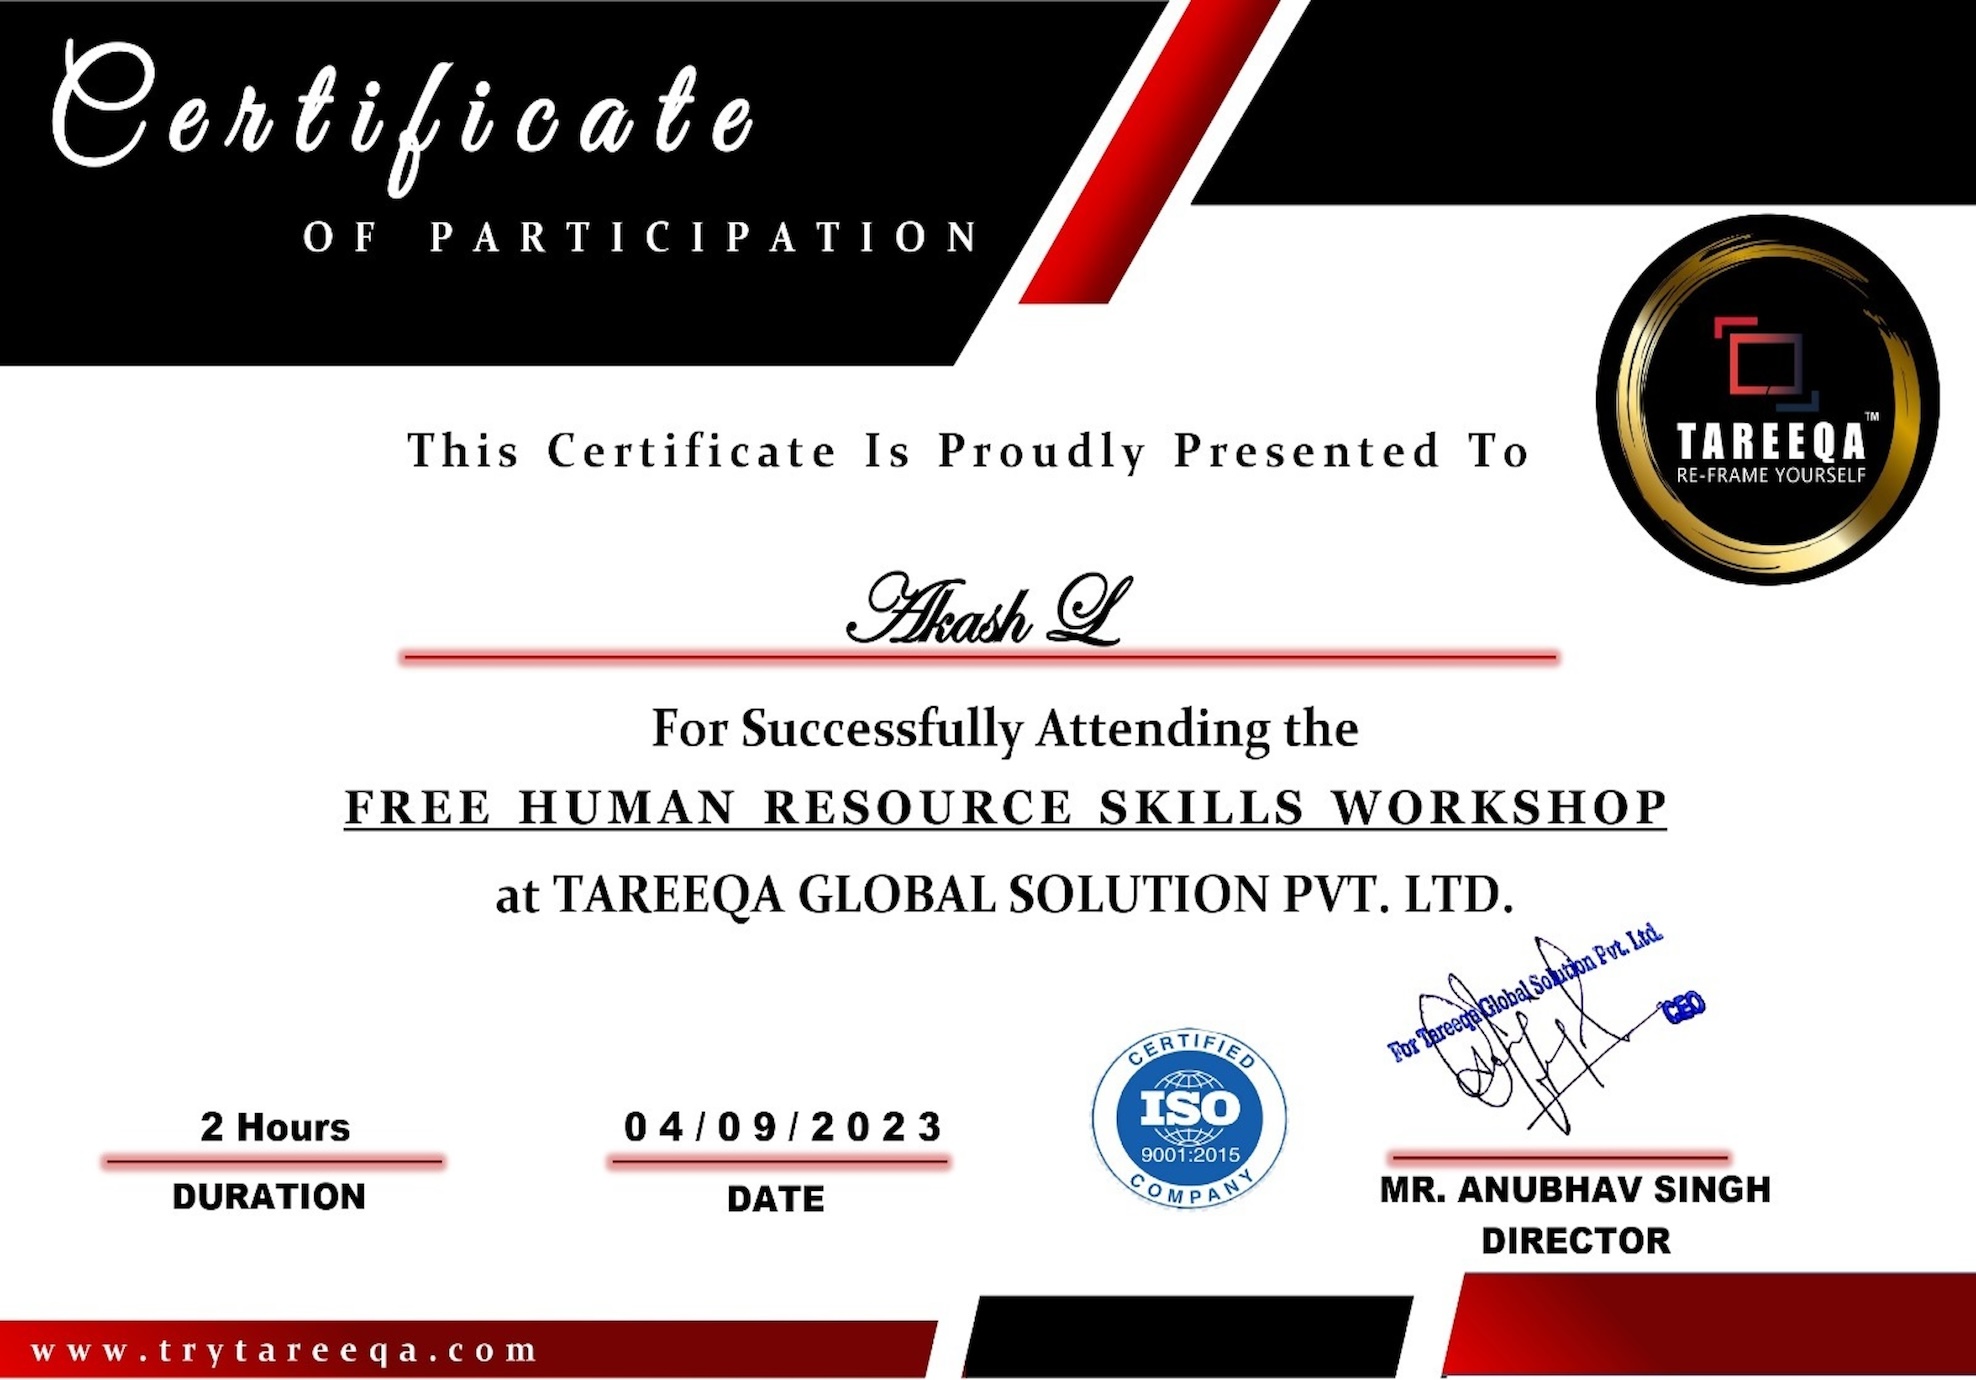 Certificate
OF PARTICIPATION
TAREEQA™
RE-FRAME YOURSELF
This Certificate Is Proudly Presented To
Akash L
For Successfully Attending the
FREE HUMAN RESOURCE SKILLS WORKSHOP
at TAREEQA GLOBAL SOLUTION PVT. LTD.
For Tareeqa Global Solution Pvt. Ltd.
CEO
2 Hours
DURATION
04/09/2023
DATE
CERTIFIED
ISO
9001:2015
COMPANY
MR. ANUBHAV SINGH
DIRECTOR
www.trytareeqa.com